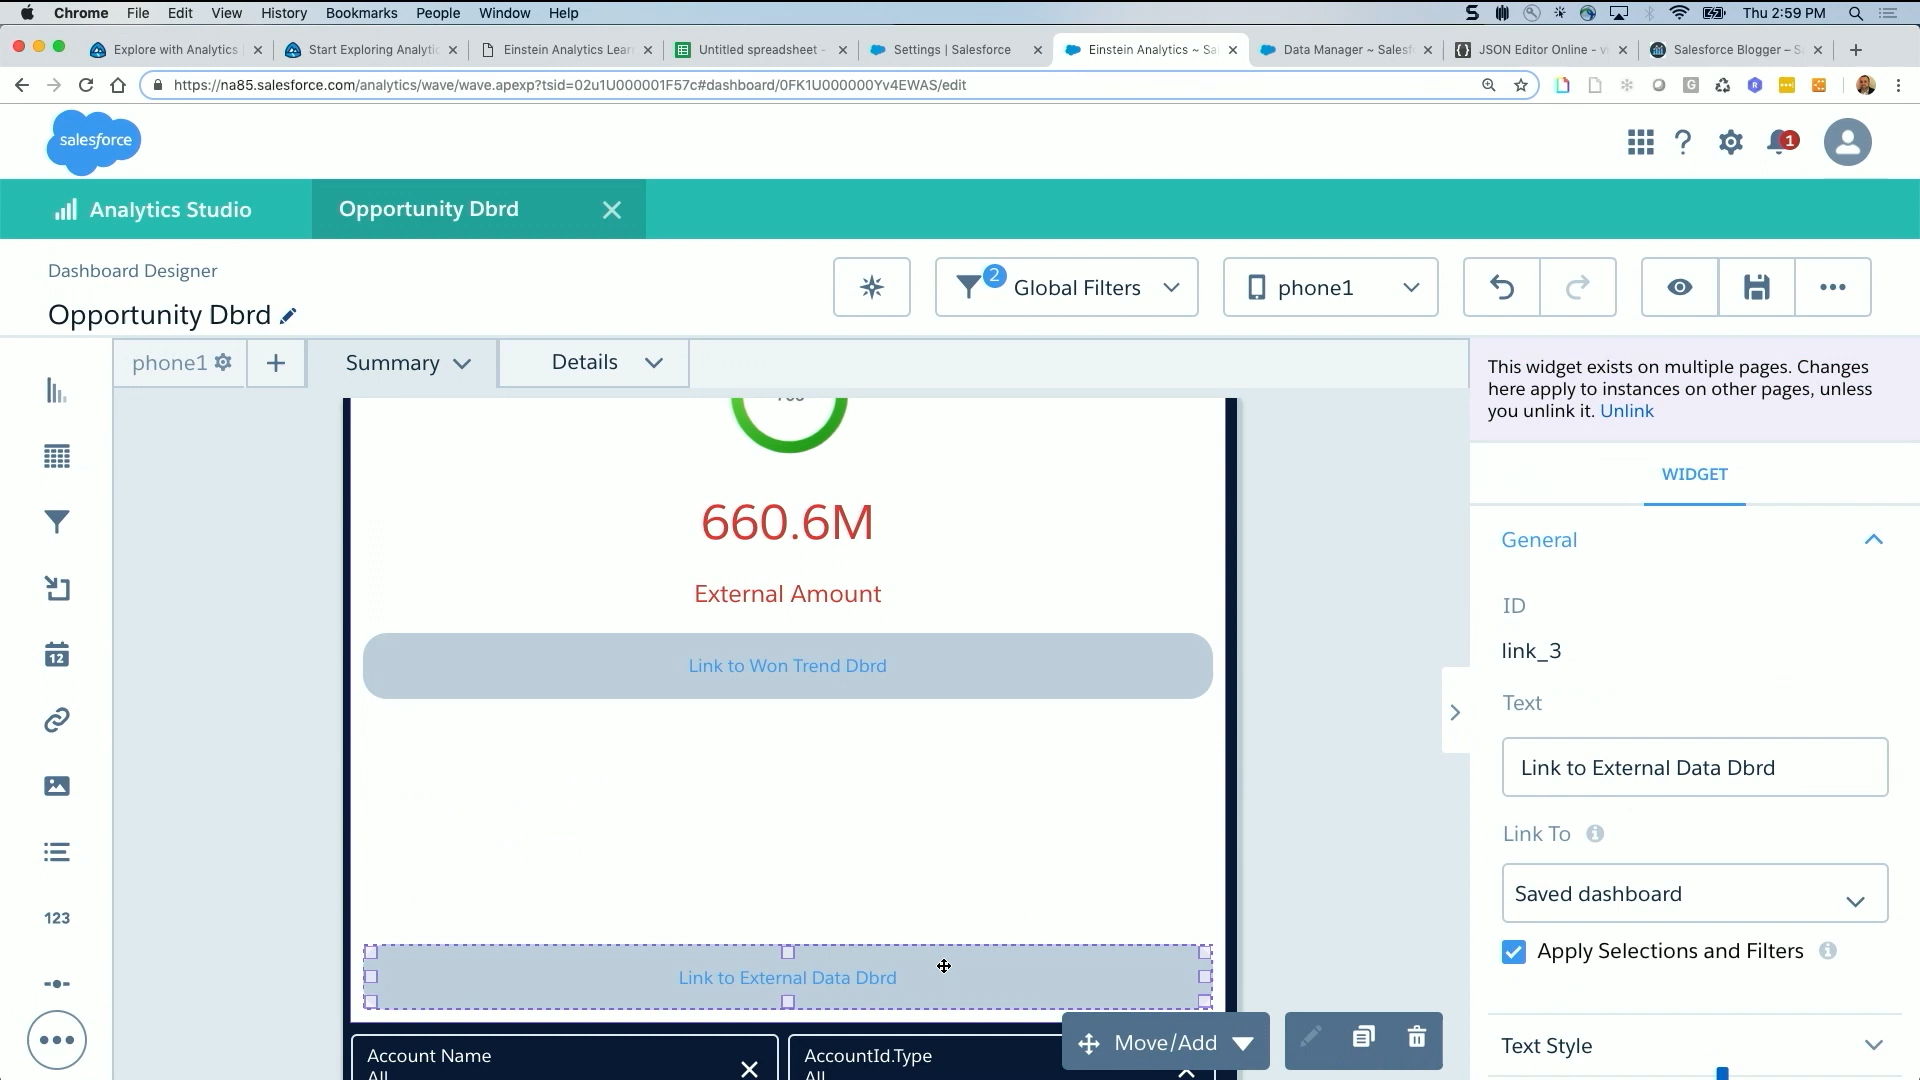 Chrome File Edit View History Bookmarks People Window Help Thu 2:59 PM
Explore with Analytics Start Exploring Analytic Einstein Analytics Lear Untitled spreadsheet - Settings | Salesforce Einstein Analytics ~ Sa Data Manager ~ Salesf JSON Editor Online - v Salesforce Blogger – S
https://na85.salesforce.com/analytics/wave/wave.apexp?tsid=02u1U000001F57c#dashboard/0FK1U000000Yv4EWAS/edit
salesforce
1
Analytics Studio Opportunity Dbrd
Dashboard Designer
Opportunity Dbrd
2 Global Filters phone1
phone1 Summary Details
This widget exists on multiple pages. Changes
here apply to instances on other pages, unless
you unlink it. Unlink
WIDGET
660.6M
General
External Amount
ID
link_3
Link to Won Trend Dbrd
12
Text
Link to External Data Dbrd
Link To
Saved dashboard
123
Apply Selections and Filters
Link to External Data Dbrd
Move/Add
Text Style
Account Name AccountId.Type
All All